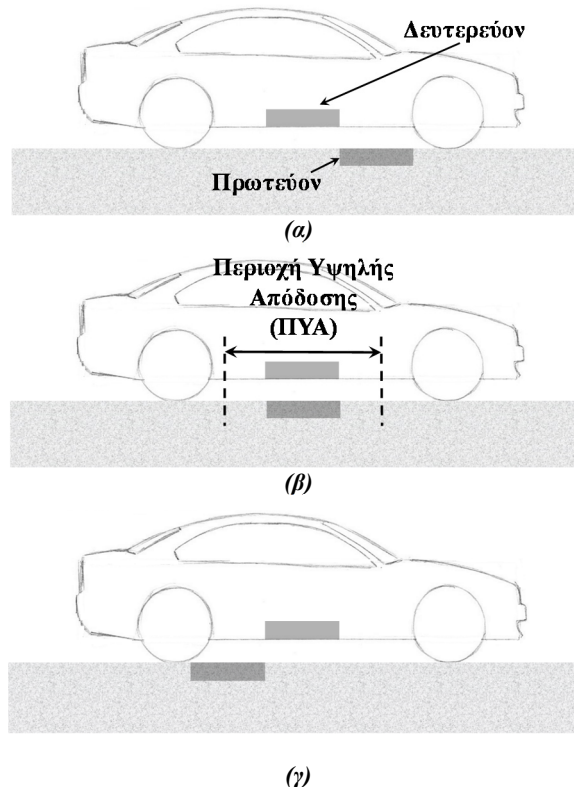 Δευτερεύον
Πρωτεύον
(α)
Περιοχή Υψηλής
Απόδοσης
(ΠΥΑ)
(β)
(γ)